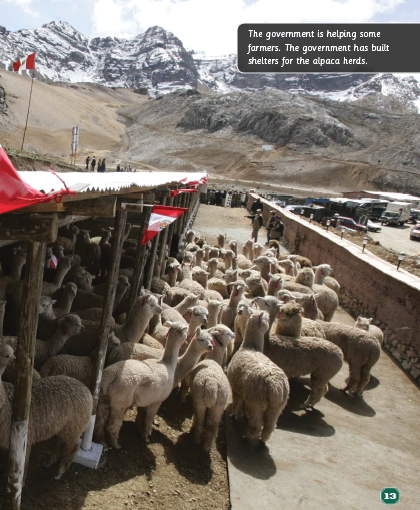 The government is helping some
farmers. The government has built
shelters for the alpaca herds.
13